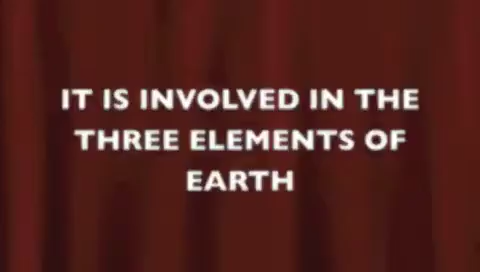 IT IS INVOLVED IN THE
THREE ELEMENTS OF
EARTH